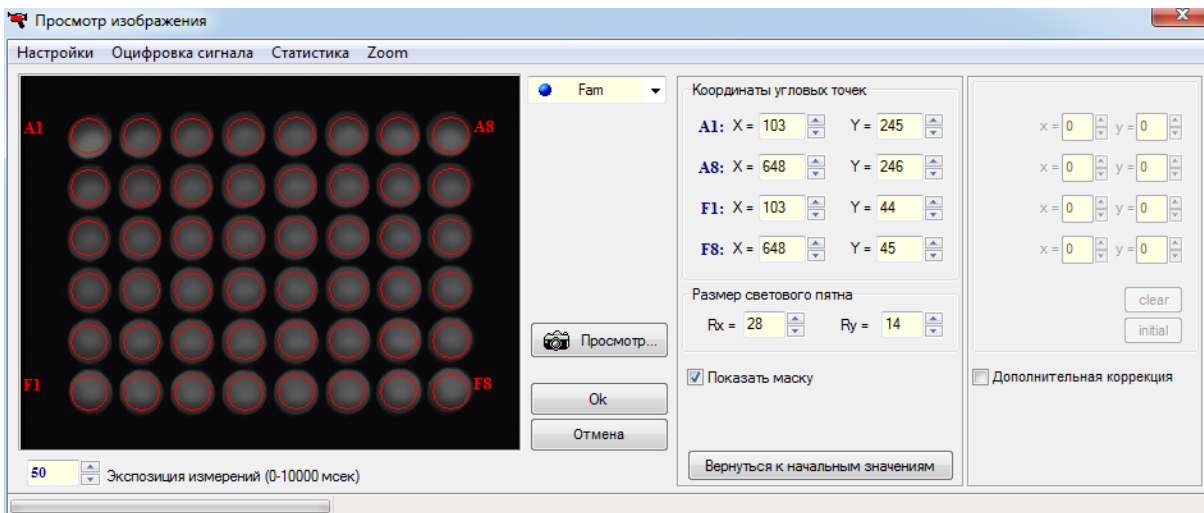 Просмотр изображения
X
Настройки Оцифровка сигнала Статистика Zoom
A1
A8
F1
F8
Fam
Просмотр...
Ok
Отмена
50 Экспозиция измерений (0-10000 мсек)
Координаты угловых точек
A1: X = 103 Y = 245
A8: X = 648 Y = 246
F1: X = 103 Y = 44
F8: X = 648 Y = 45
Размер светового пятна
Rx = 28 Ry = 14
Показать маску
Вернуться к начальным значениям
x = 0 y = 0
x = 0 y = 0
x = 0 y = 0
x = 0 y = 0
clear
initial
Дополнительная коррекция